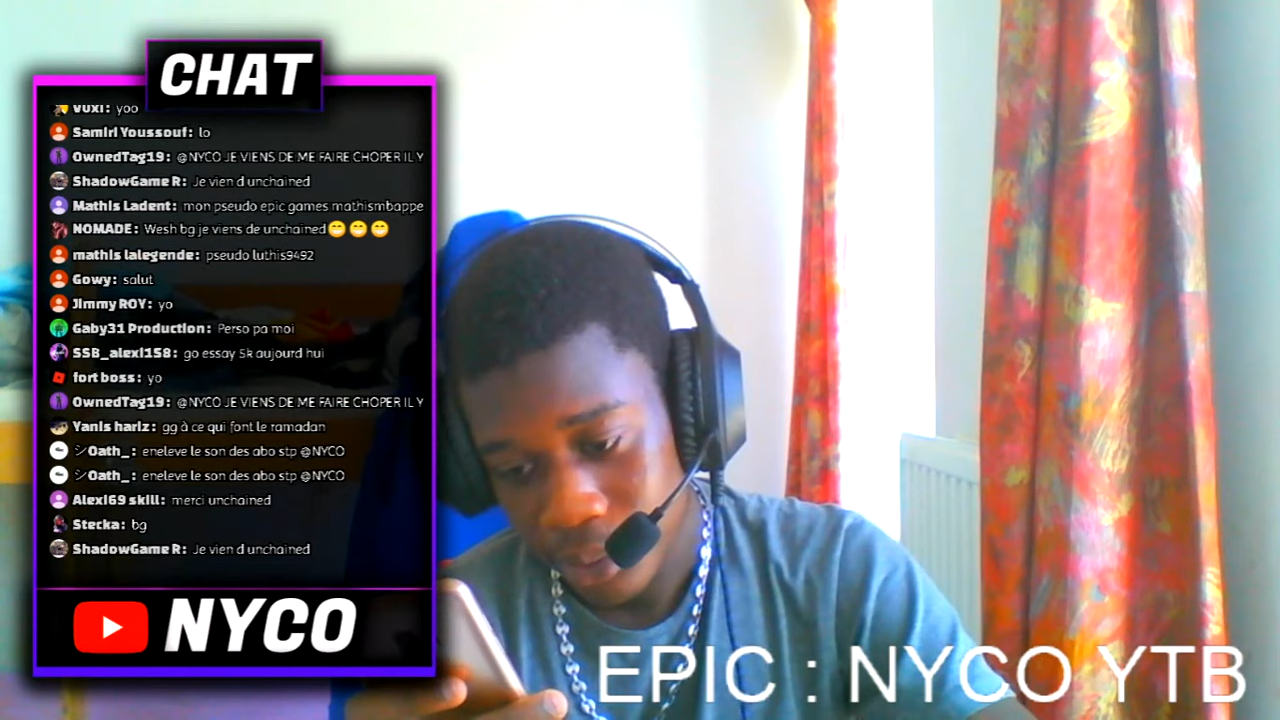 CHAT
Vuxi: yoo
Samirl Youssouf: lo
OwnedTag19: @NYCO JE VIENS DE ME FAIRE CHOPER IL Y
ShadowGame R: Je vien d unchained
Mathis Ladent: mon pseudo epic games mathismbappe
NOMADE: Wesh bg je viens de unchained😁😁😁
mathis lalegende: pseudo luthis9492
Gowy: salut
Jimmy ROY: yo
Gaby31 Production: Perso pa moi
SSB_alexi158: go essay 5k aujourd hui
fort boss: yo
OwnedTag19: @NYCO JE VIENS DE ME FAIRE CHOPER IL Y
Yanis hariz: gg à ce qui font le ramadan
シOath_: eneleve le son des abo stp @NYCO
シOath_: eneleve le son des abo stp @NYCO
Alexi69 skill: merci unchained
Stecka: bg
ShadowGame R: Je vien d unchained
NYCO
EPIC : NYCO YTB